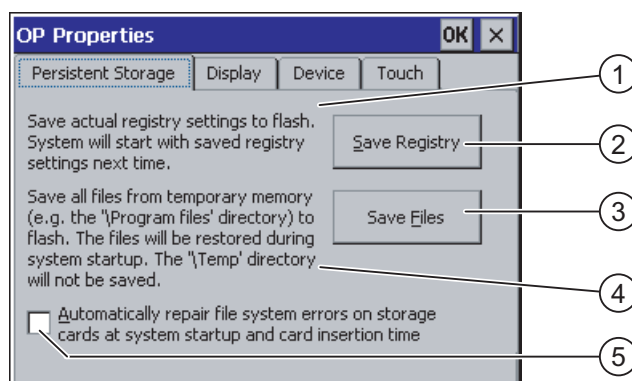 OP Properties OK ×
Persistent Storage Display Device Touch
Save actual registry settings to flash.
System will start with saved registry
settings next time.
Save Registry
Save all files from temporary memory
(e.g. the '\Program files' directory) to
flash. The files will be restored during
system startup. The '\Temp' directory
will not be saved.
Save Files
Automatically repair file system errors on storage
cards at system startup and card insertion time
1
2
3
4
5